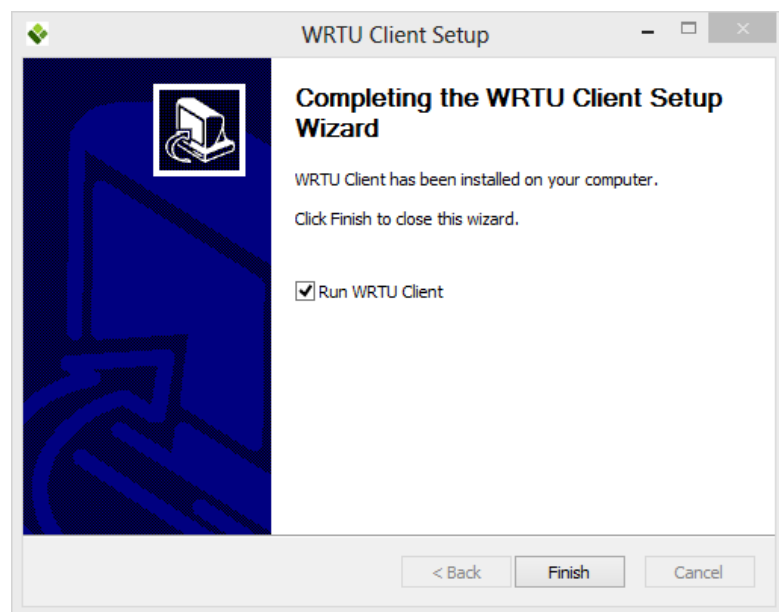 WRTU Client Setup
Completing the WRTU Client Setup
Wizard
WRTU Client has been installed on your computer.
Click Finish to close this wizard.
Run WRTU Client
< Back
Finish
Cancel